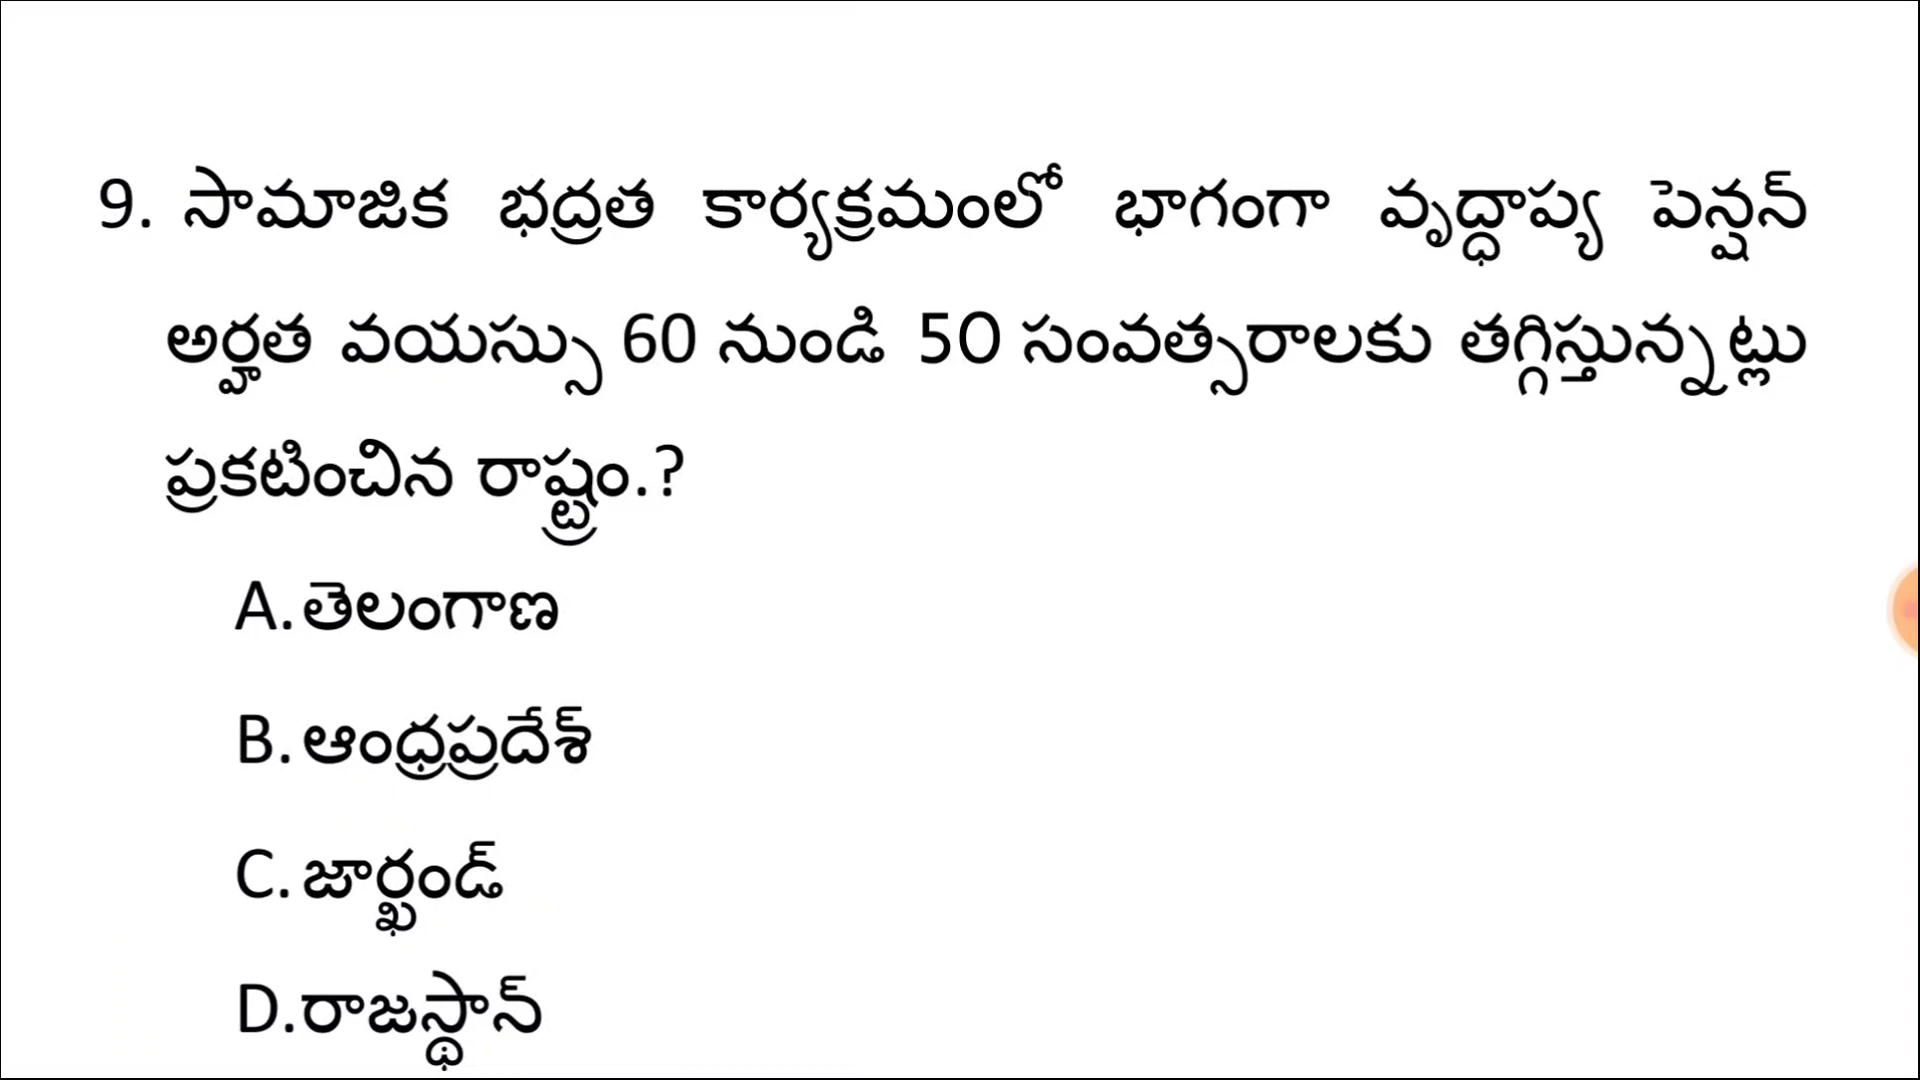 9. సామాజిక భద్రత కార్యక్రమంలో భాగంగా వృద్ధాప్య పెన్షన్
అర్హత వయస్సు 60 నుండి 50 సంవత్సరాలకు తగ్గిస్తున్నట్లు
ప్రకటించిన రాష్ట్రం.?
A. తెలంగాణ
B. ఆంధ్రప్రదేశ్
C. జార్ఖండ్
D. రాజస్థాన్